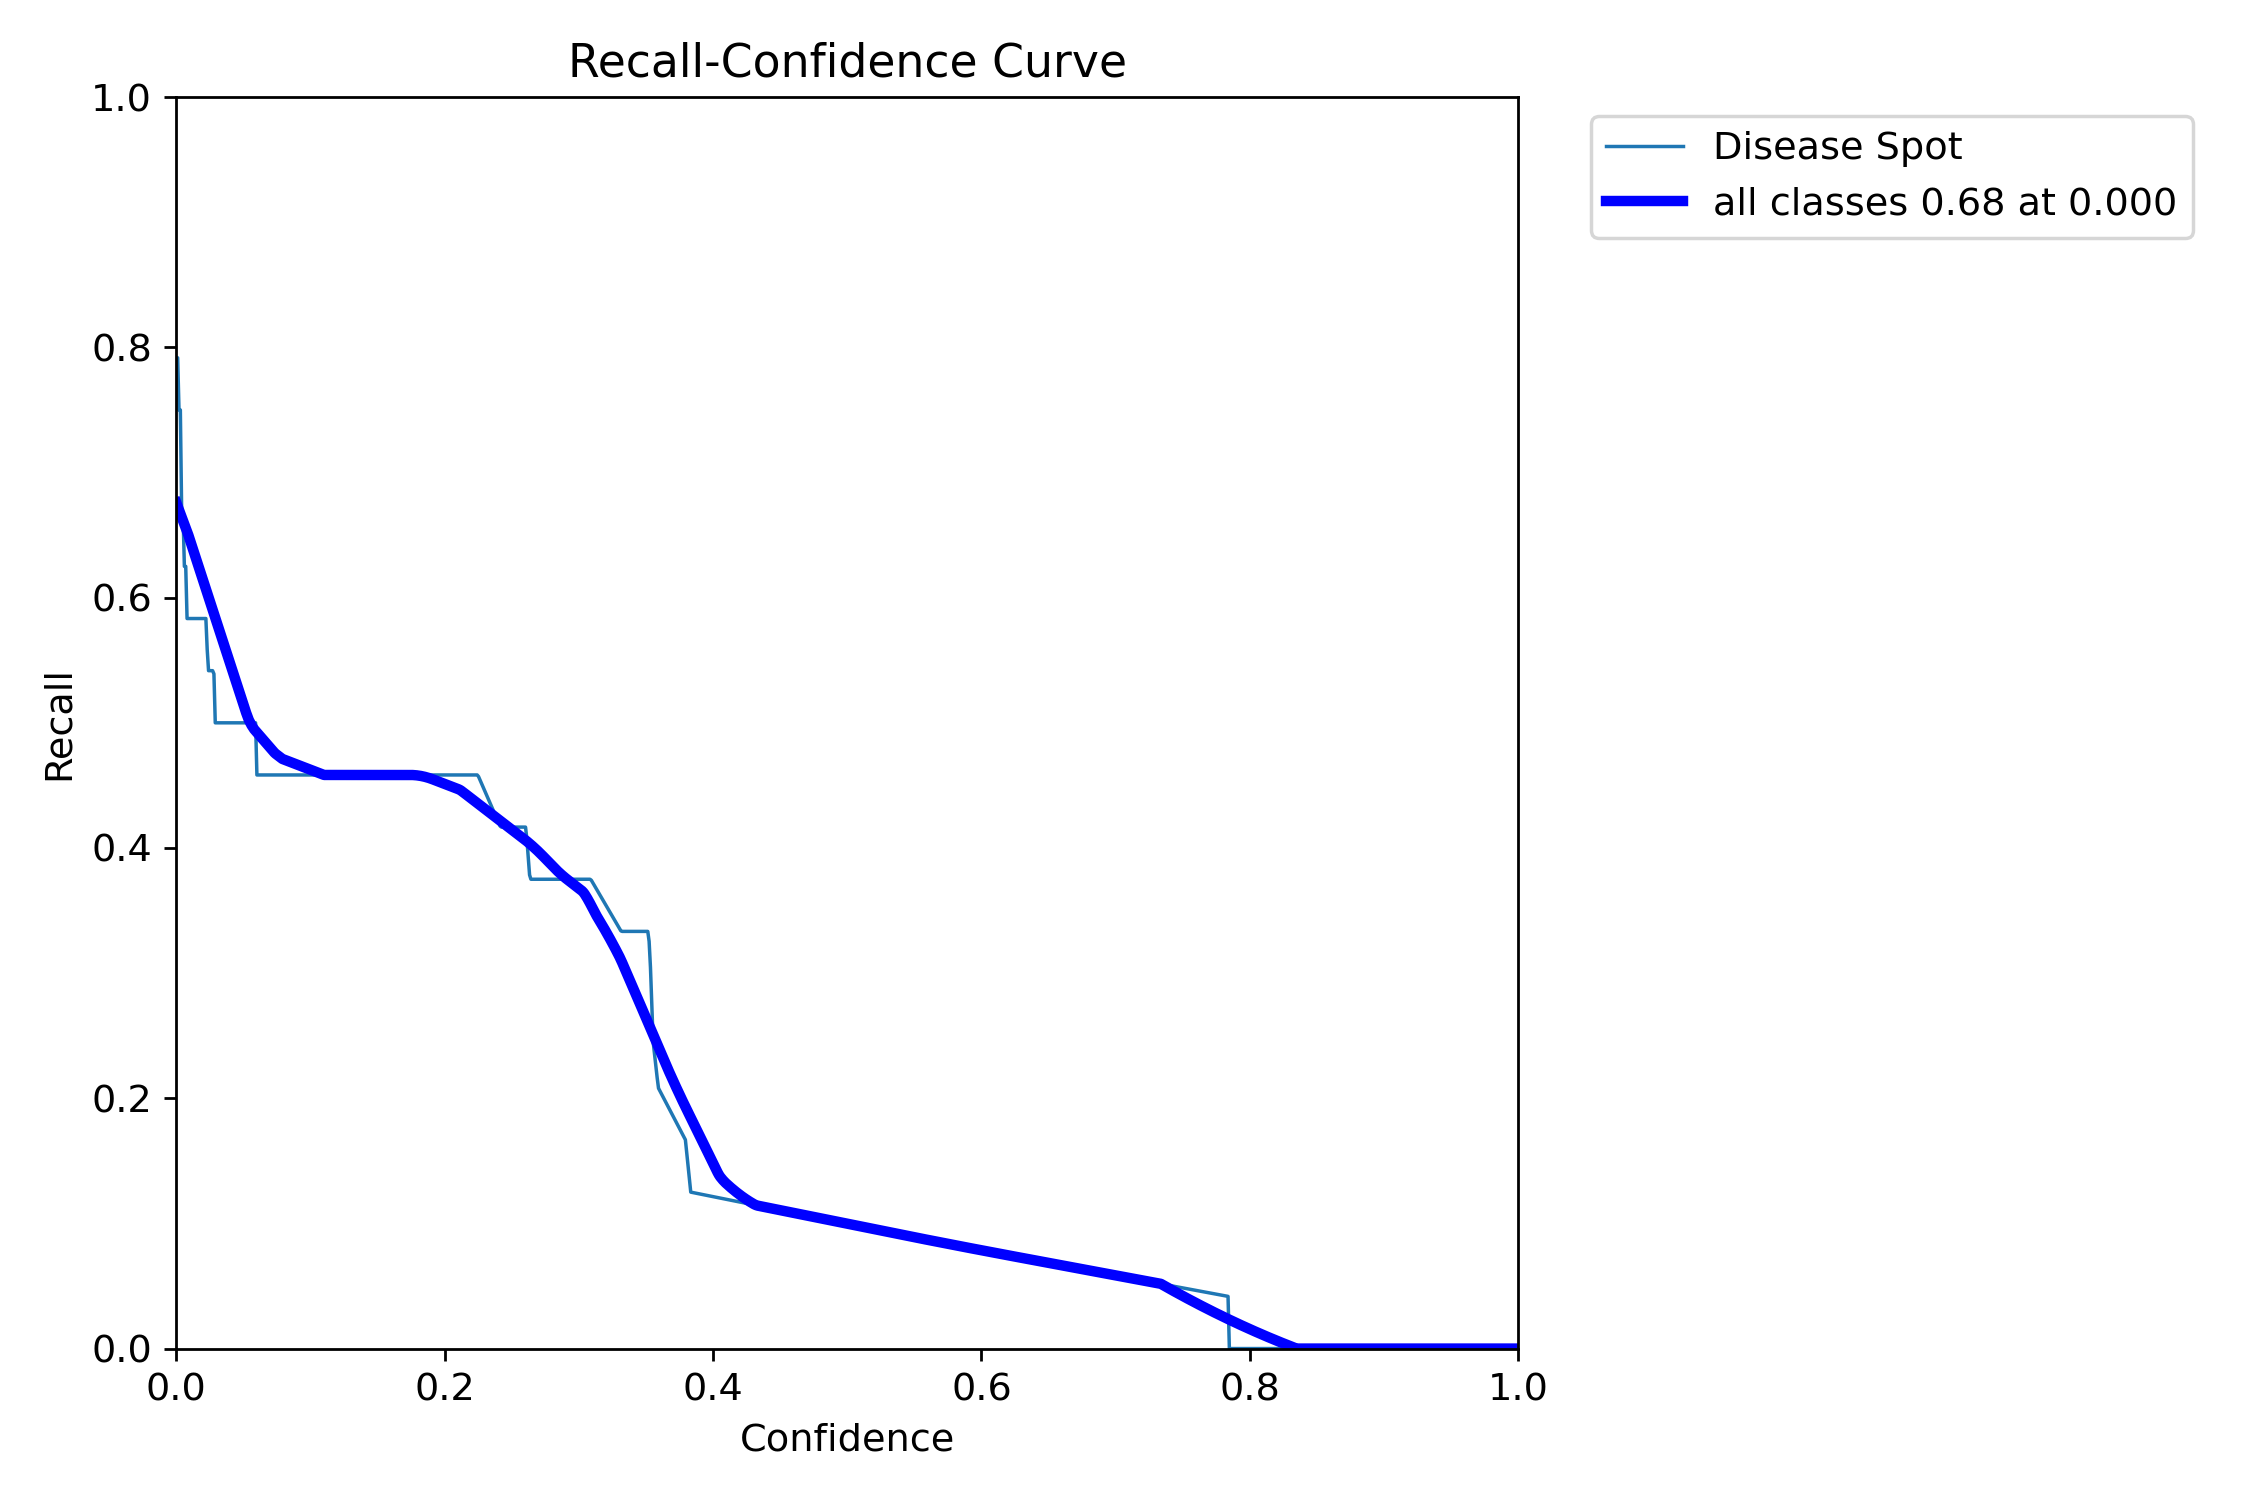 Recall-Confidence Curve
1.0
0.8
0.6
0.4
0.2
0.0
Recall
0.0 0.2 0.4 0.6 0.8 1.0
Confidence
Disease Spot
all classes 0.68 at 0.000